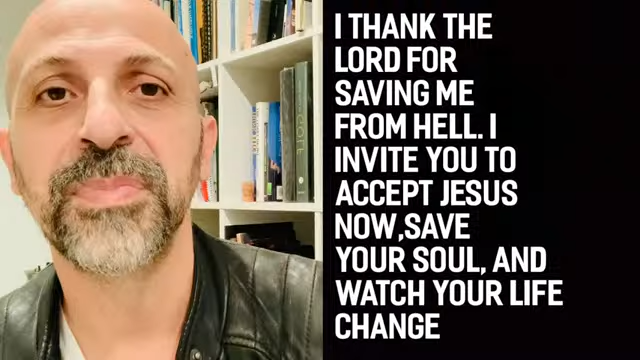 I THANK THE
LORD FOR
SAVING ME
FROM HELL. I
INVITE YOU TO
ACCEPT JESUS
NOW,SAVE
YOUR SOUL, AND
WATCH YOUR LIFE
CHANGE